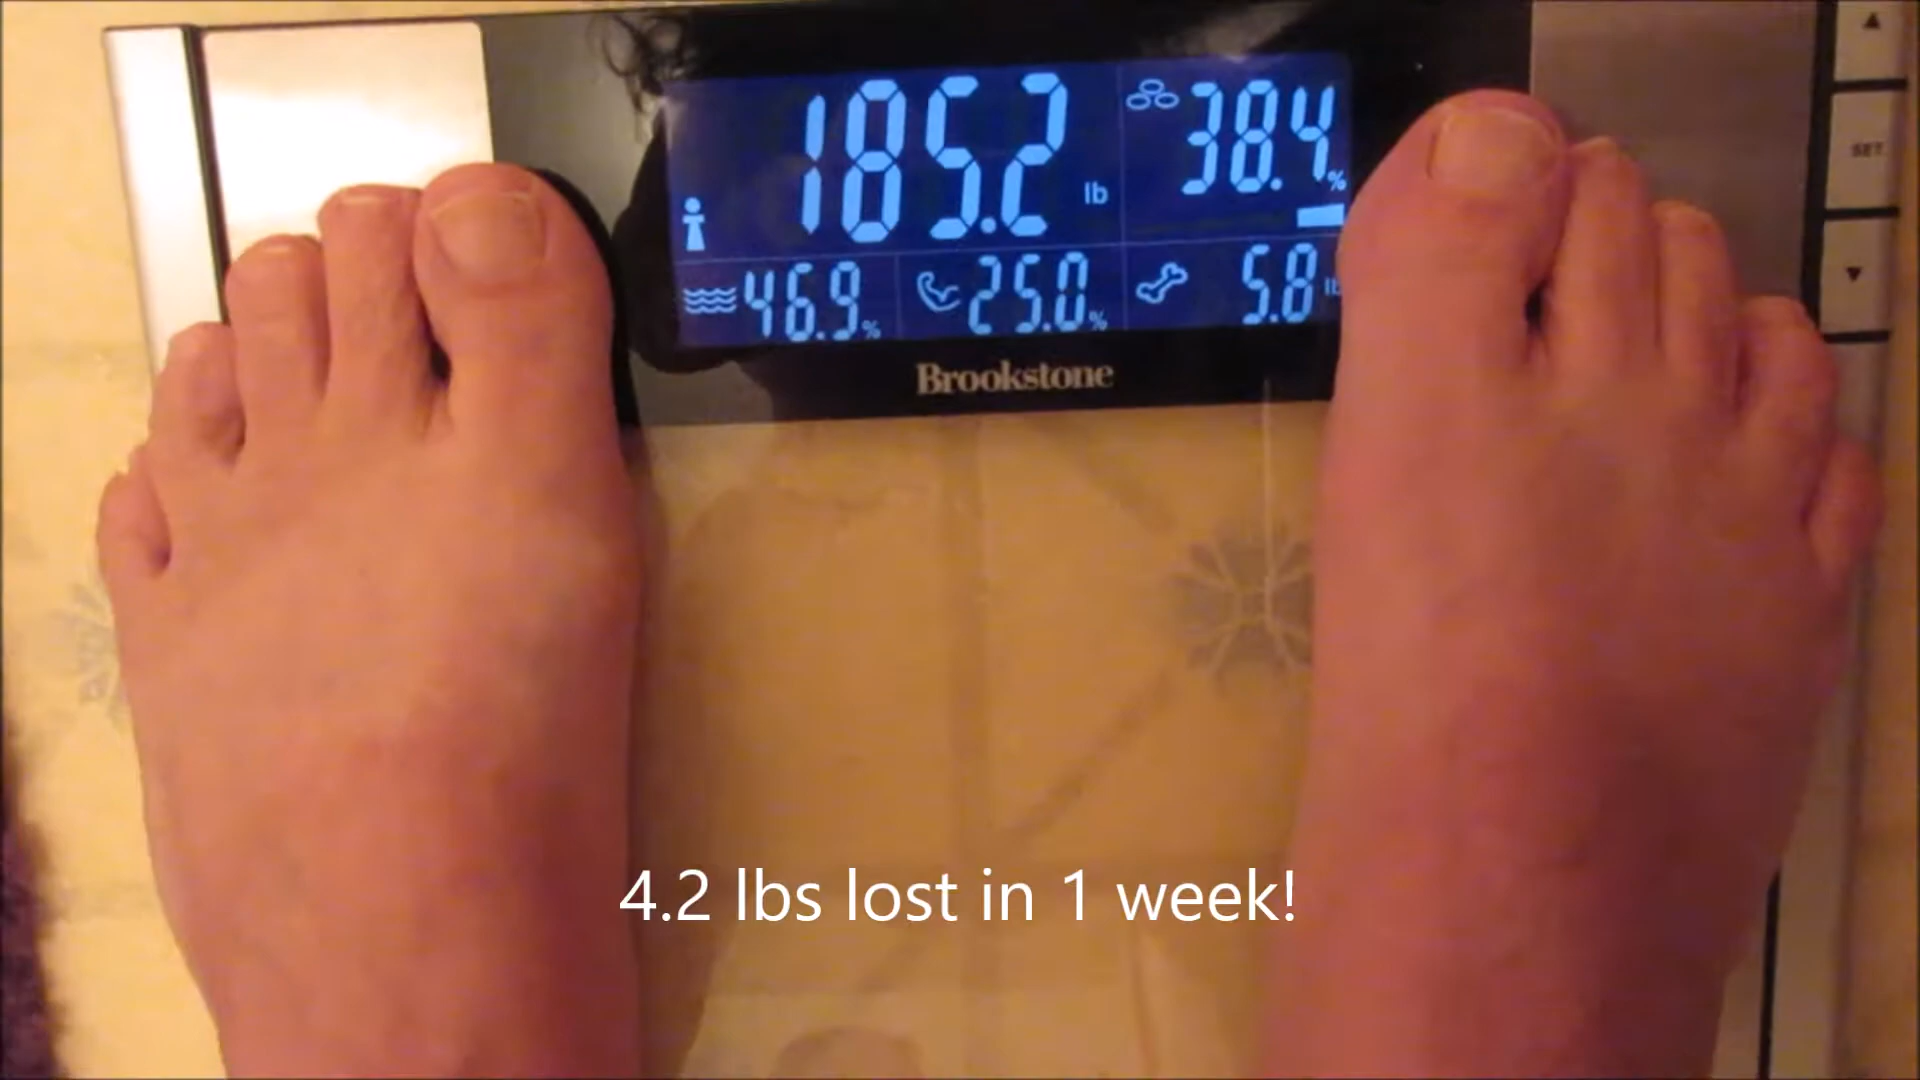 185.2 lb 38.4%
46.9% 25.0% 5.8 lb
Brookstone
SET
4.2 lbs lost in 1 week!